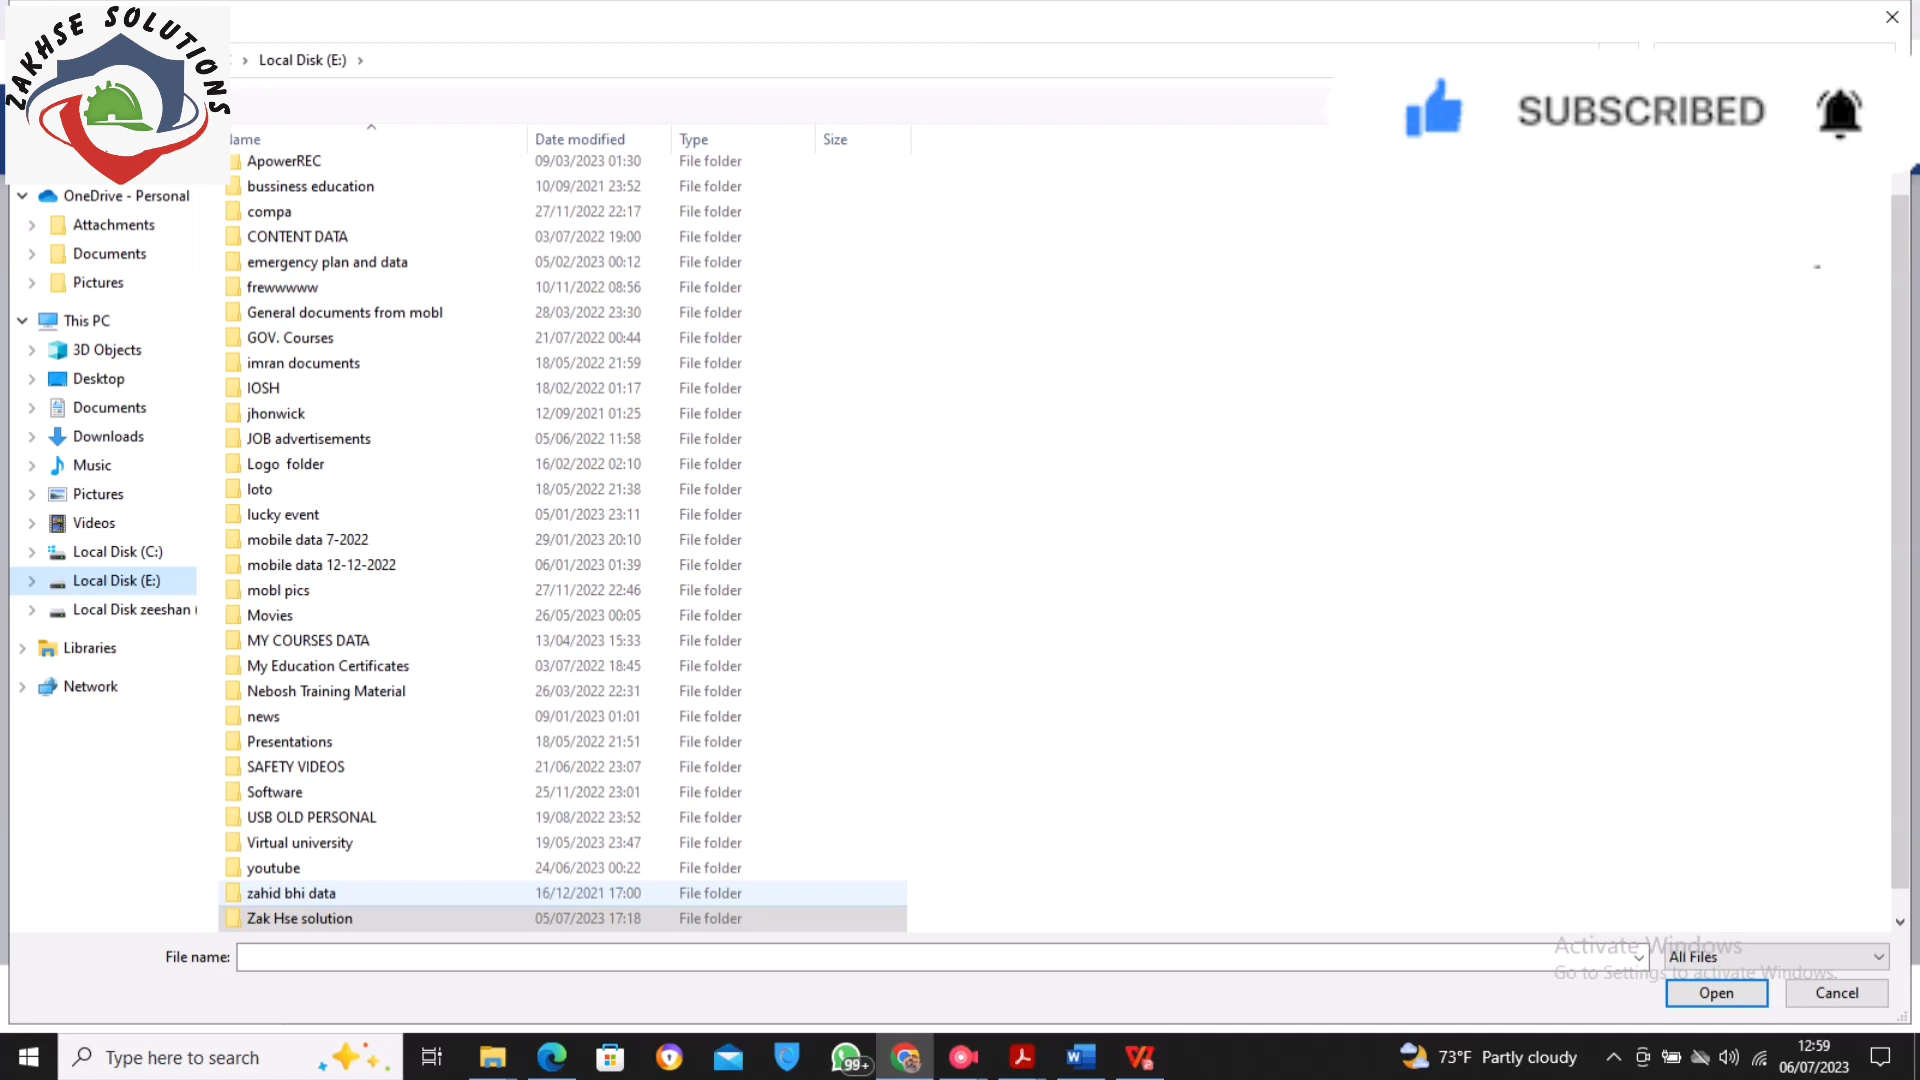 ZAKHSE SOLUTIONS
Local Disk (E:)
SUBSCRIBED
Name Date modified Type Size
ApowerREC 09/03/2023 01:30 File folder
bussiness education 10/09/2021 23:52 File folder
compa 27/11/2022 22:17 File folder
CONTENT DATA 03/07/2022 19:00 File folder
emergency plan and data 05/02/2023 00:12 File folder
frewwwww 10/11/2022 08:56 File folder
General documents from mobl 28/03/2022 23:30 File folder
GOV. Courses 21/07/2022 00:44 File folder
imran documents 18/05/2022 21:59 File folder
IOSH 18/02/2022 01:17 File folder
jhonwick 12/09/2021 01:25 File folder
JOB advertisements 05/06/2022 11:58 File folder
Logo folder 16/02/2022 02:10 File folder
loto 18/05/2022 21:38 File folder
lucky event 05/01/2023 23:11 File folder
mobile data 7-2022 29/01/2023 20:10 File folder
mobile data 12-12-2022 06/01/2023 01:39 File folder
mobl pics 27/11/2022 22:46 File folder
Movies 26/05/2023 00:05 File folder
MY COURSES DATA 13/04/2023 15:33 File folder
My Education Certificates 03/07/2022 18:45 File folder
Nebosh Training Material 26/03/2022 22:31 File folder
news 09/01/2023 01:01 File folder
Presentations 18/05/2022 21:51 File folder
SAFETY VIDEOS 21/06/2022 23:07 File folder
Software 25/11/2022 23:01 File folder
USB OLD PERSONAL 19/08/2022 23:52 File folder
Virtual university 19/05/2023 23:47 File folder
youtube 24/06/2023 00:22 File folder
zahid bhi data 16/12/2021 17:00 File folder
Zak Hse solution 05/07/2023 17:18 File folder
OneDrive - Personal
Attachments
Documents
Pictures
This PC
3D Objects
Desktop
Documents
Downloads
Music
Pictures
Videos
Local Disk (C:)
Local Disk (E:)
Local Disk zeeshan (
Libraries
Network
File name:
All Files
Activate Windows
Go to Settings to activate Windows.
Open Cancel
Type here to search
99+
73°F Partly cloudy
12:59
06/07/2023